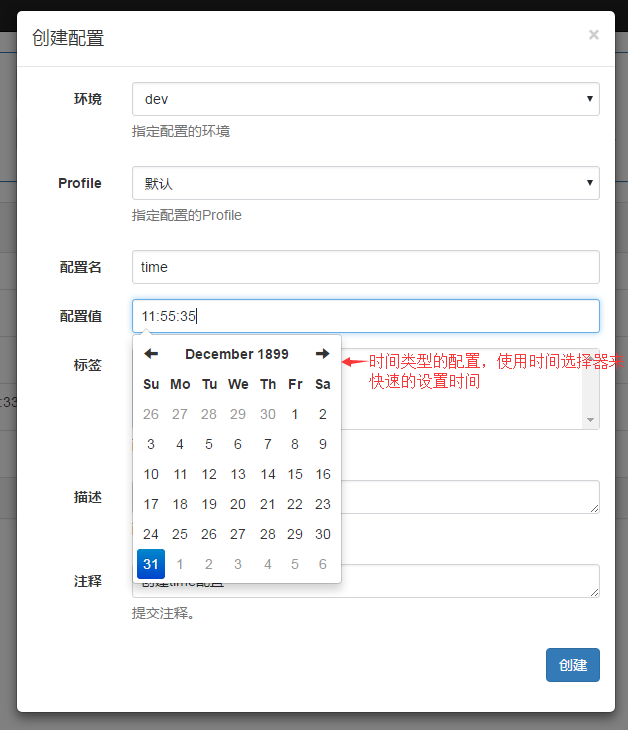 创建配置 ×
环境 dev
指定配置的环境
Profile 默认
指定配置的Profile
配置名 time
配置值 11:55:35
标签
December 1899
Su Mo Tu We Th Fr Sa
26 27 28 29 30 1 2
3 4 5 6 7 8 9
10 11 12 13 14 15 16
17 18 19 20 21 22 23
24 25 26 27 28 29 30
31 1 2 3 4 5 6
时间类型的配置，使用时间选择器来
快速的设置时间
:33
描述
注释
创建time配置
提交注释。
创建